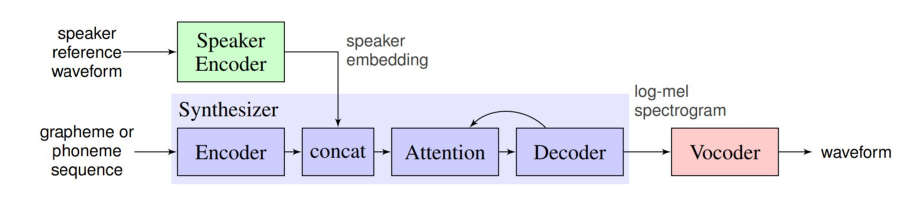 speaker
reference
waveform
Speaker
Encoder
speaker
embedding
Synthesizer
log-mel
spectrogram
grapheme or
phoneme
sequence
Encoder
concat
Attention
Decoder
Vocoder
waveform